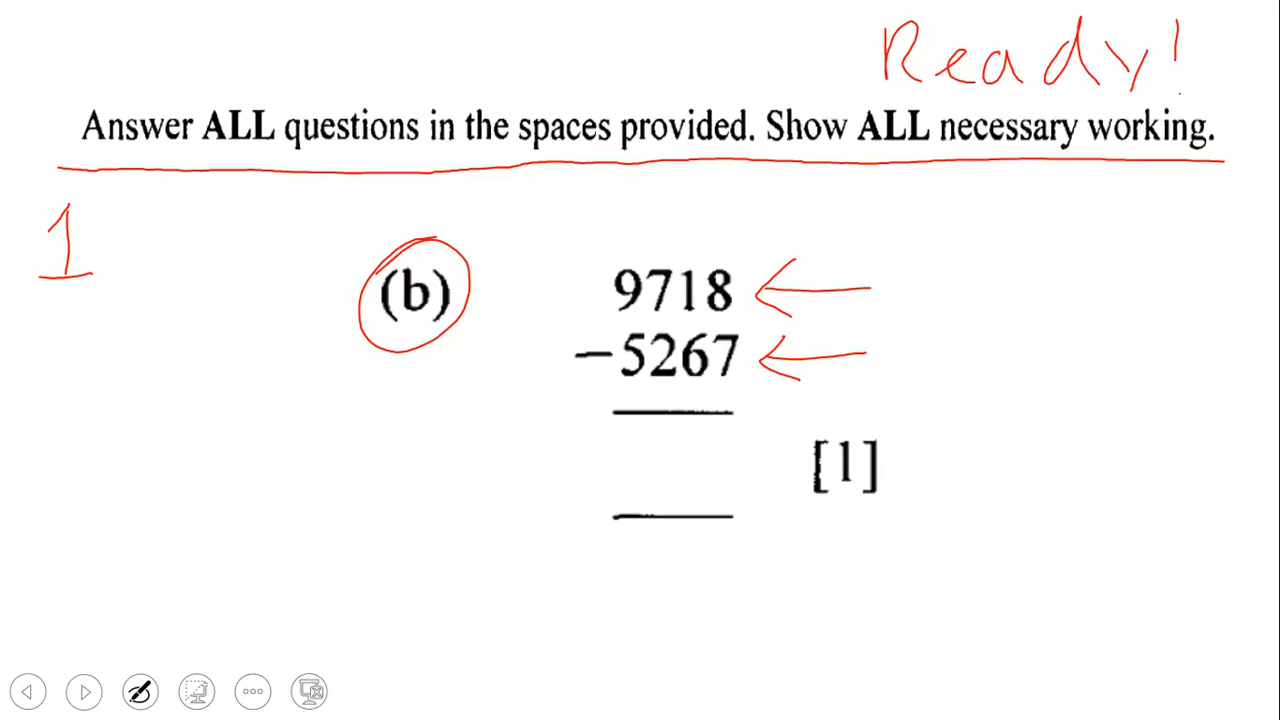 Ready!
Answer ALL questions in the spaces provided. Show ALL necessary working.
1
(b) 9718
−5267
[1]